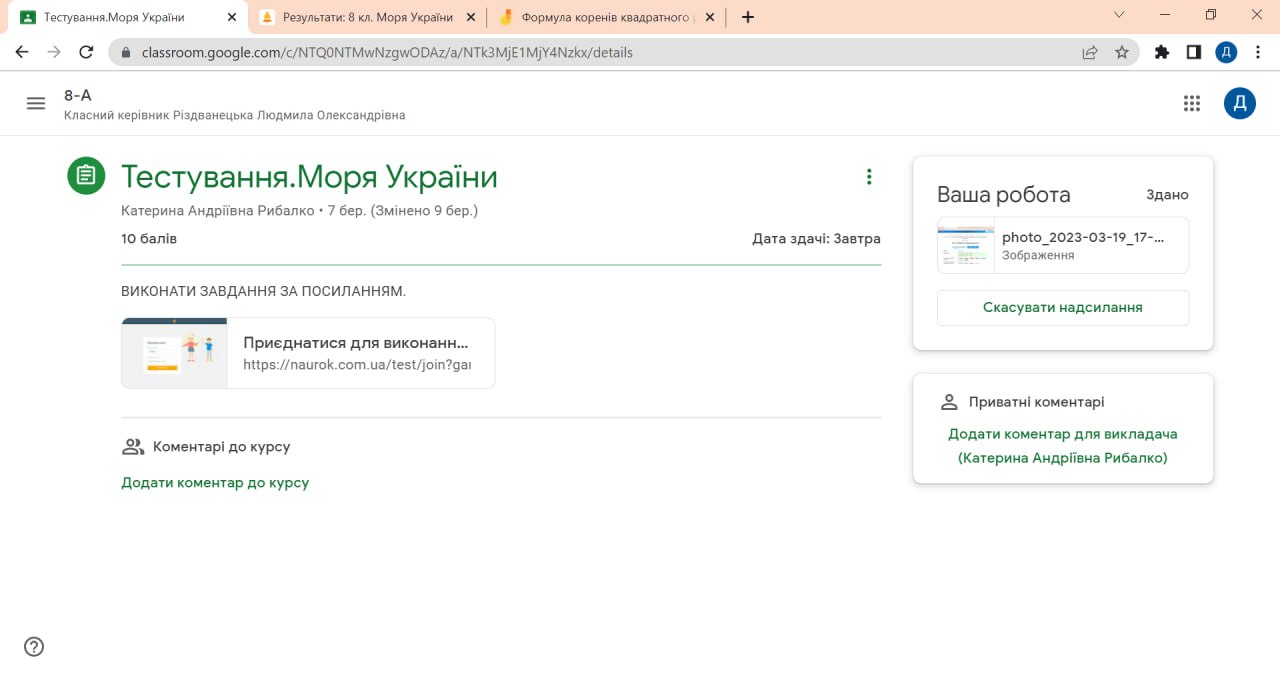 Тестування.Моря України
Результати: 8 кл. Моря України
Формула коренів квадратного
classroom.google.com/c/NTQ0NTMwNzgwODAz/a/NTk3MjE1MjY4Nzkx/details
Д
8-А
Класний керівник Різдванецька Людмила Олександрівна
Д
Тестування.Моря України
Катерина Андріївна Рибалко • 7 бер. (Змінено 9 бер.)
10 балів
Дата здачі: Завтра
ВИКОНАТИ ЗАВДАННЯ ЗА ПОСИЛАННЯМ.
Приєднатися для виконанн...
https://naurok.com.ua/test/join?gar
Коментарі до курсу
Додати коментар до курсу
Ваша робота
Здано
photo_2023-03-19_17-...
Зображення
Скасувати надсилання
Приватні коментарі
Додати коментар для викладача
(Катерина Андріївна Рибалко)